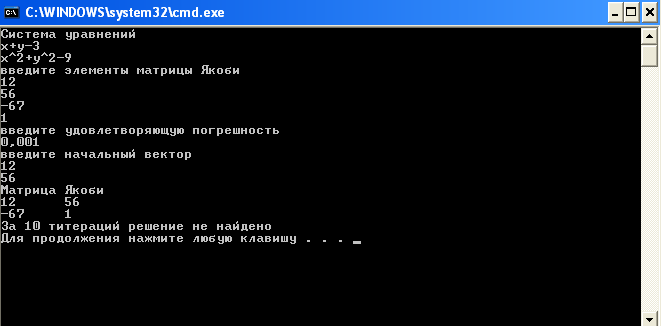 C:\WINDOWS\system32\cmd.exe
Система уравнений
x+y-3
x^2+y^2-9
введите элементы матрицы Якоби
12
56
-67
1
введите удовлетворяющую погрешность
0,001
введите начальный вектор
12
56
Матрица Якоби
12 56
-67 1
За 10 титераций решение не найдено
Для продолжения нажмите любую клавишу . . . _